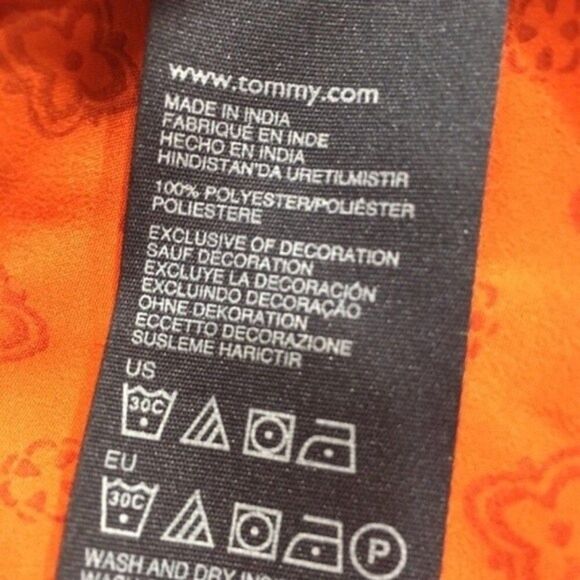 www.tommy.com
MADE IN INDIA
FABRIQUÉ EN INDE
HECHO EN INDIA
HINDISTAN'DA URETILMISTIR
100% POLYESTER/POLIÉSTER
POLIESTERE
EXCLUSIVE OF DECORATION
SAUF DÉCORATION
EXCLUYE LA DECORACIÓN
EXCLUINDO DECORAÇÃO
OHNE DEKORATION
ECCETTO DECORAZIONE
SUSLEME HARICTIR
US
30C
EU
30C P
WASH AND DRY